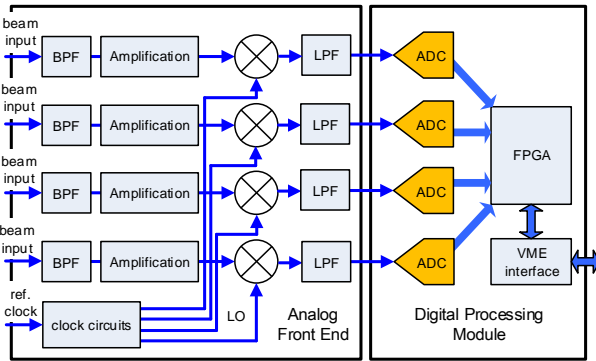 beam
input
BPF
Amplification
LPF
ADC
beam
input
BPF
Amplification
LPF
ADC
FPGA
beam
input
BPF
Amplification
LPF
ADC
beam
input
BPF
Amplification
LPF
ADC
VME
interface
ref.
clock
clock circuits
LO
Analog
Front End
Digital Processing
Module